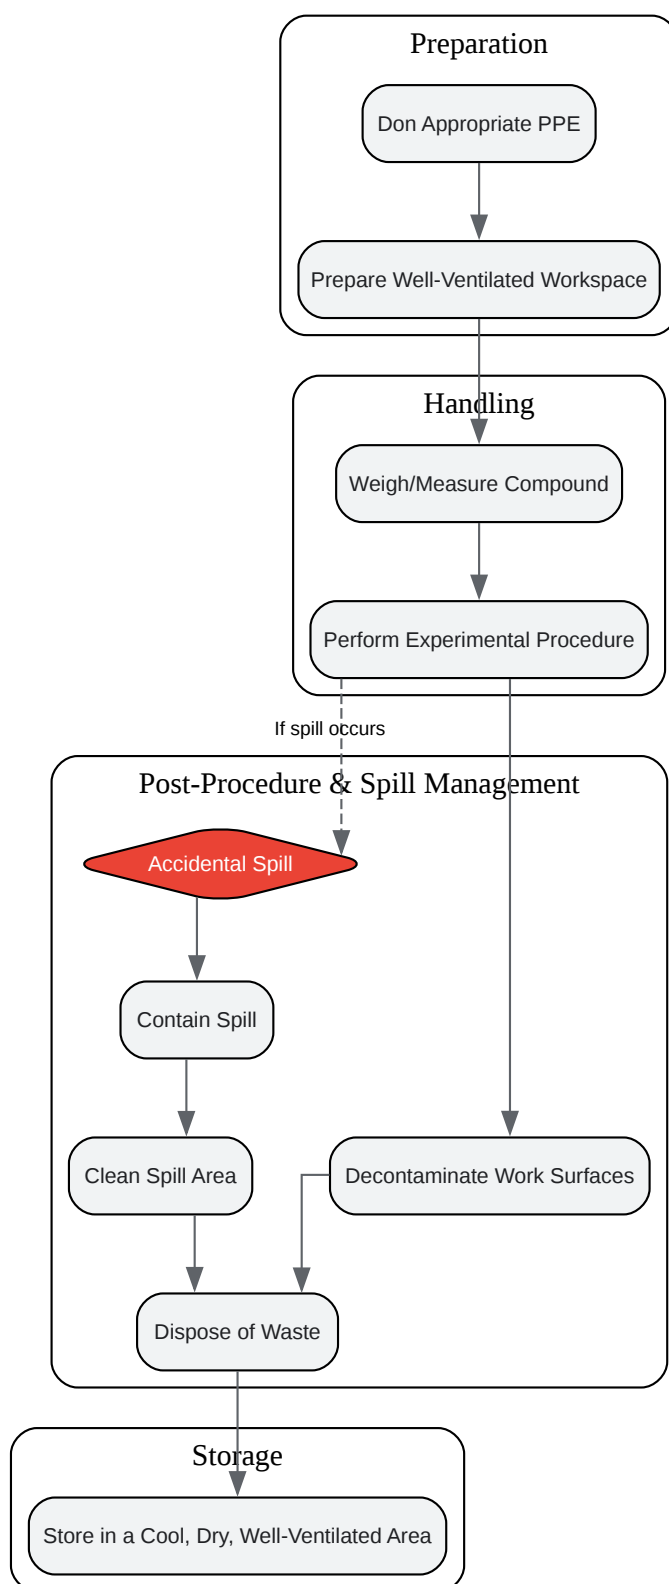 Preparation
Don Appropriate PPE
Prepare Well-Ventilated Workspace
Handling
Weigh/Measure Compound
Perform Experimental Procedure
If spill occurs
Post-Procedure & Spill Management
Accidental Spill
Contain Spill
Clean Spill Area
Decontaminate Work Surfaces
Dispose of Waste
Storage
Store in a Cool, Dry, Well-Ventilated Area